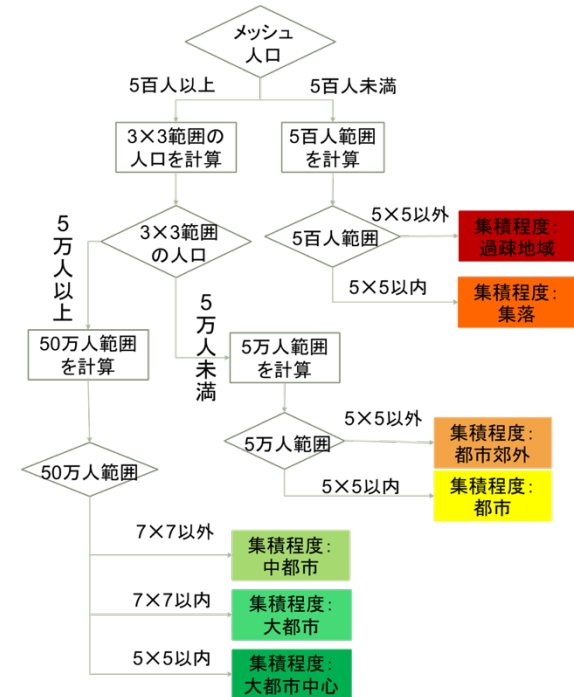 メッシュ
人口
5百人以上
5百人未満
3×3範囲の
人口を計算
5百人範囲
を計算
5×5以外
3×3範囲
の人口
5百人範囲
集積程度：
過疎地域
5×5以内
集積程度：
集落
5万人以上
5万人未満
50万人範囲
を計算
5万人範囲
を計算
5×5以外
5万人範囲
集積程度：
都市郊外
50万人範囲
5×5以内
集積程度：
都市
7×7以外
集積程度：
中都市
7×7以内
集積程度：
大都市
5×5以内
集積程度：
大都市中心